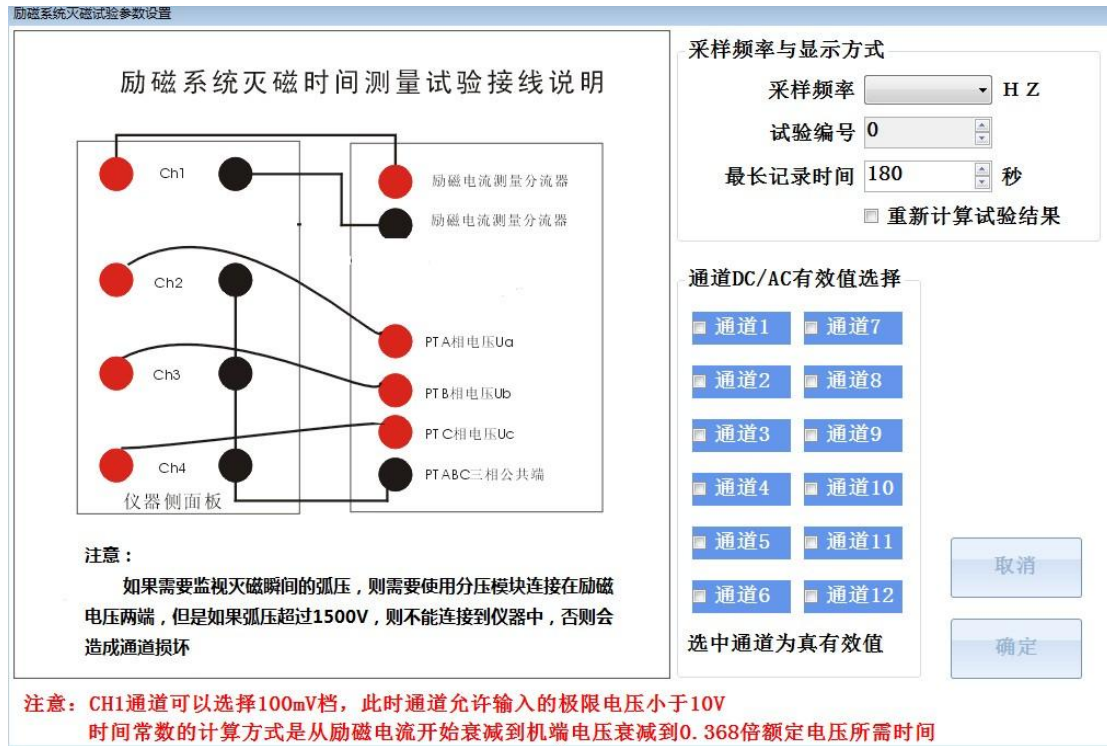 励磁系统灭磁试验参数设置
励磁系统灭磁时间测量试验接线说明
Ch1
励磁电流测量分流器
励磁电流测量分流器
Ch2
PTA相电压Ua
Ch3
PTB相电压Ub
PTC相电压Uc
Ch4
PTABC三相公共端
仪器侧面板
注意：
如果需要监视灭磁瞬间的弧压，则需要使用分压模块连接在励磁
电压两端，但是如果弧压超过1500V，则不能连接到仪器中，否则会
造成通道损坏
采样频率与显示方式
采样频率 HZ
试验编号 0
最长记录时间 180 秒
重新计算试验结果
通道DC/AC有效值选择
通道1 通道7
通道2 通道8
通道3 通道9
通道4 通道10
通道5 通道11
通道6 通道12
选中通道为真有效值
取消
确定
注意：CH1通道可以选择100mV档，此时通道允许输入的极限电压小于10V
时间常数的计算方式是从励磁电流开始衰减到机端电压衰减到0.368倍额定电压所需时间